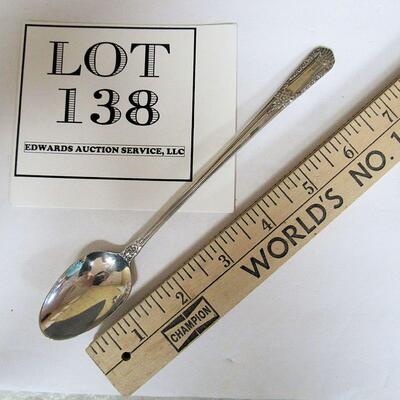 LOT
138
EDWARDS AUCTION SERVICE, LLC
1 2 3 4 5 6 7
CHAMPION
WORLD'S NO. 1